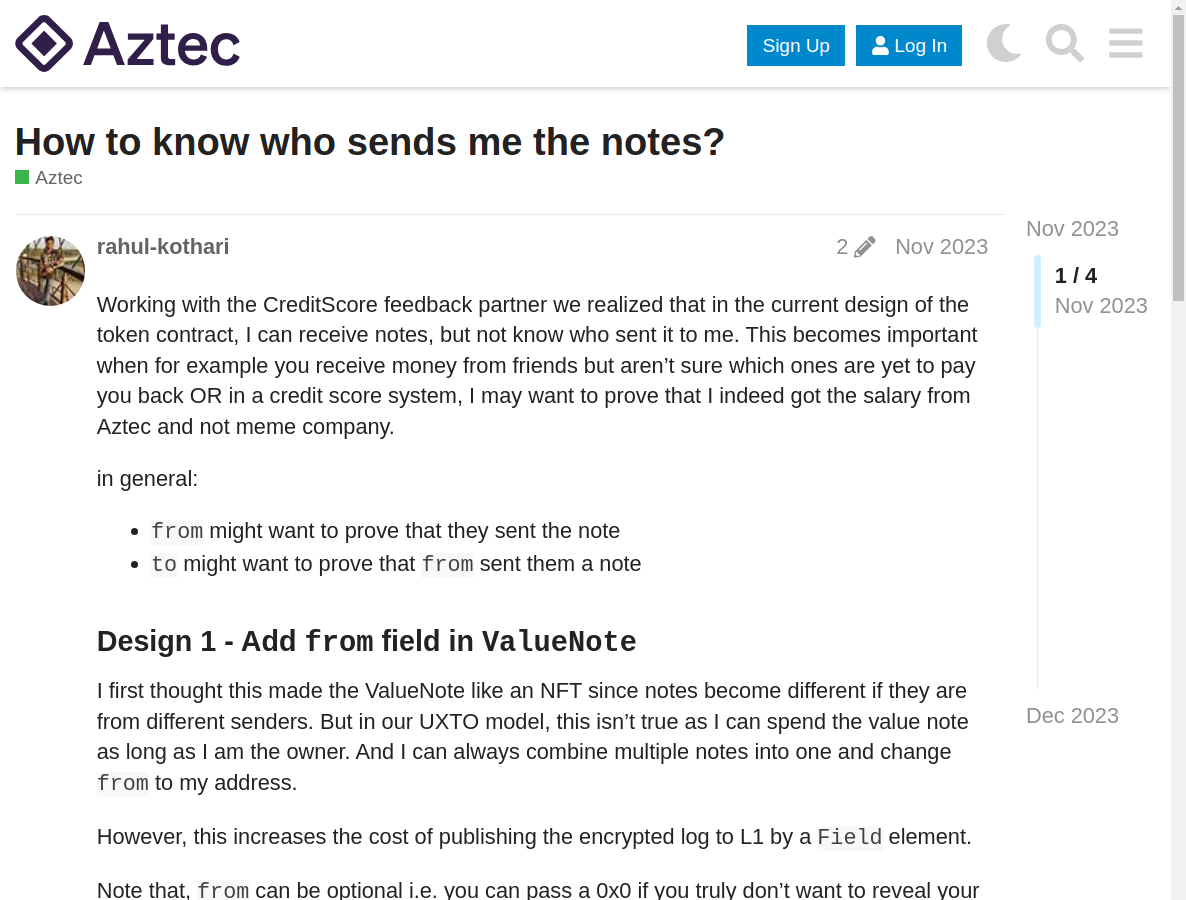 Aztec
Sign Up
Log In
How to know who sends me the notes?
Aztec
rahul-kothari
2
Nov 2023
Working with the CreditScore feedback partner we realized that in the current design of the
token contract, I can receive notes, but not know who sent it to me. This becomes important
when for example you receive money from friends but aren’t sure which ones are yet to pay
you back OR in a credit score system, I may want to prove that I indeed got the salary from
Aztec and not meme company.
in general:
from might want to prove that they sent the note
to might want to prove that from sent them a note
Design 1 - Add from field in ValueNote
I first thought this made the ValueNote like an NFT since notes become different if they are
from different senders. But in our UXTO model, this isn’t true as I can spend the value note
as long as I am the owner. And I can always combine multiple notes into one and change
from to my address.
However, this increases the cost of publishing the encrypted log to L1 by a Field element.
Note that, from can be optional i.e. you can pass a 0x0 if you truly don’t want to reveal your
Nov 2023
1 / 4
Nov 2023
Dec 2023